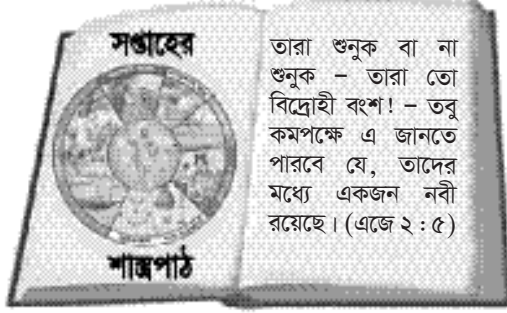 সপ্তাহের
শাস্ত্রপাঠ
তারা শুনুক বা না
শুনুক – তারা তো
বিদ্রোহী বংশ! – তবু
কমপক্ষে এ জানতে
পারবে যে, তাদের
মধ্যে একজন নবী
রয়েছে। (এজে ২ : ৫)